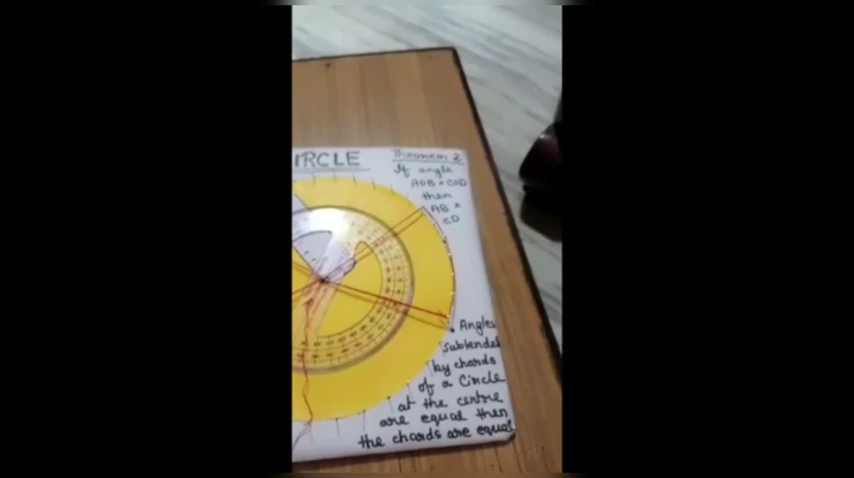 IRCLE
Theorem 2
If angle
AOB = COD
then
AB =
CD
Angles
Subtended
by chords
of a Circle
at the centre
are equal then
the chords are equal